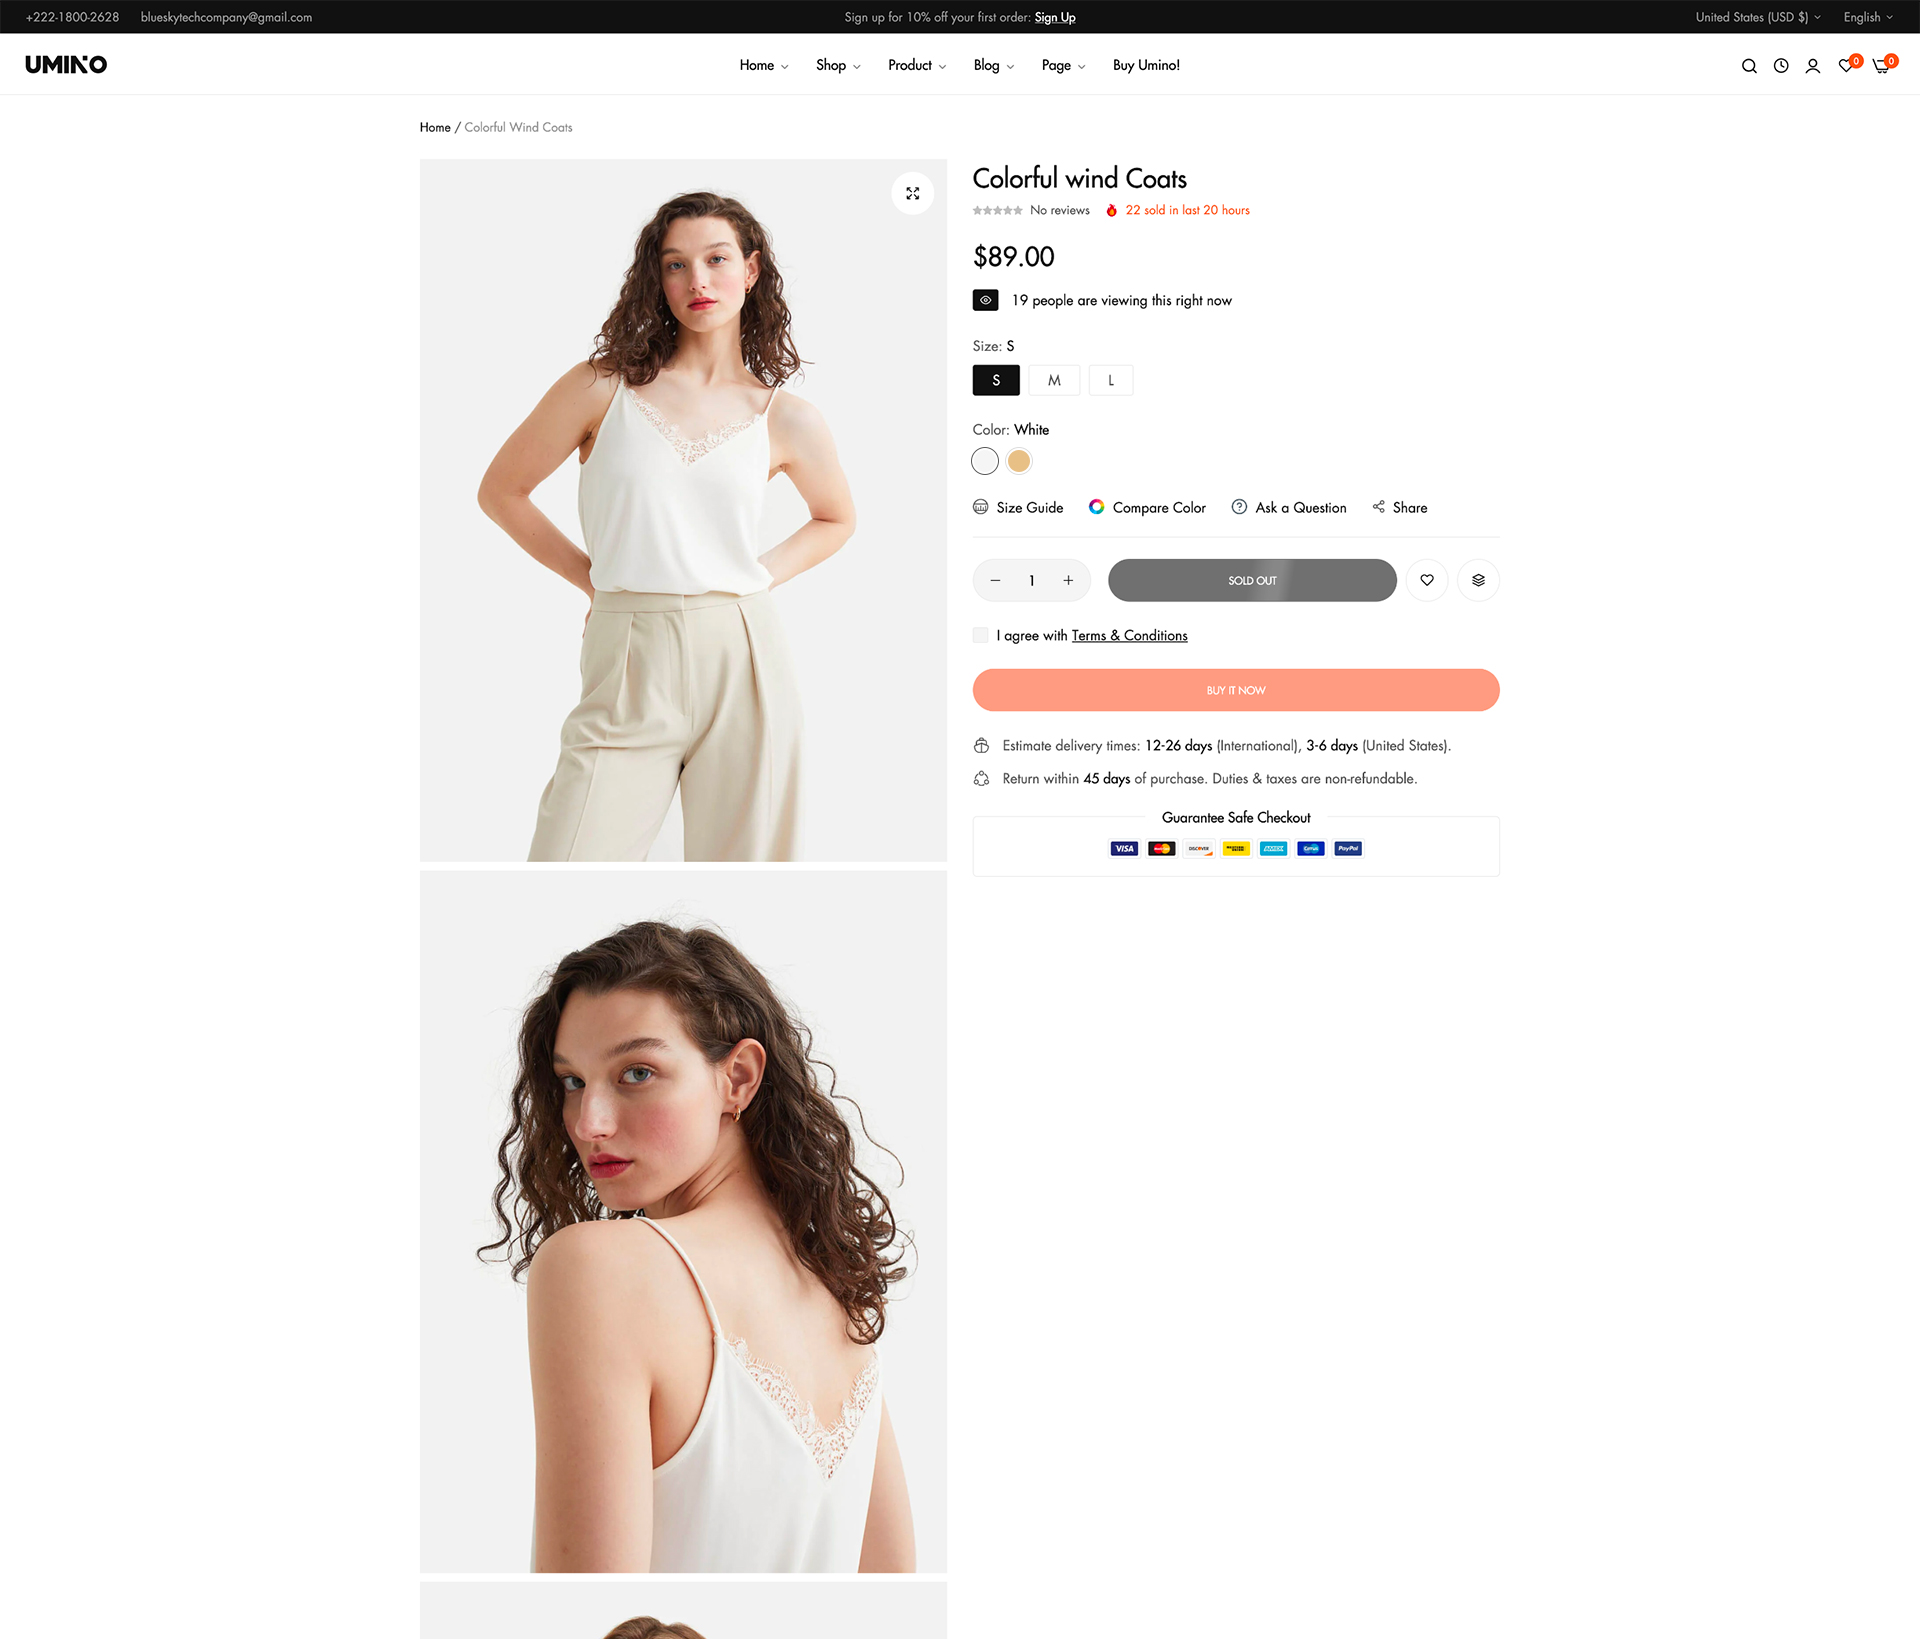 +222-1800-2628 blueskytechcompany@gmail.com Sign up for 10% off your first order: Sign Up United States (USD $) English
UMINO Home Shop Product Blog Page Buy Umino! 0 0
Home / Colorful Wind Coats
Colorful wind Coats
No reviews 22 sold in last 20 hours
$89.00
19 people are viewing this right now
Size: S
S M L
Color: White
Size Guide Compare Color Ask a Question Share
1 SOLD OUT
I agree with Terms & Conditions
BUY IT NOW
Estimate delivery times: 12-26 days (International), 3-6 days (United States).
Return within 45 days of purchase. Duties & taxes are non-refundable.
Guarantee Safe Checkout
VISA DISCOVER PayPal